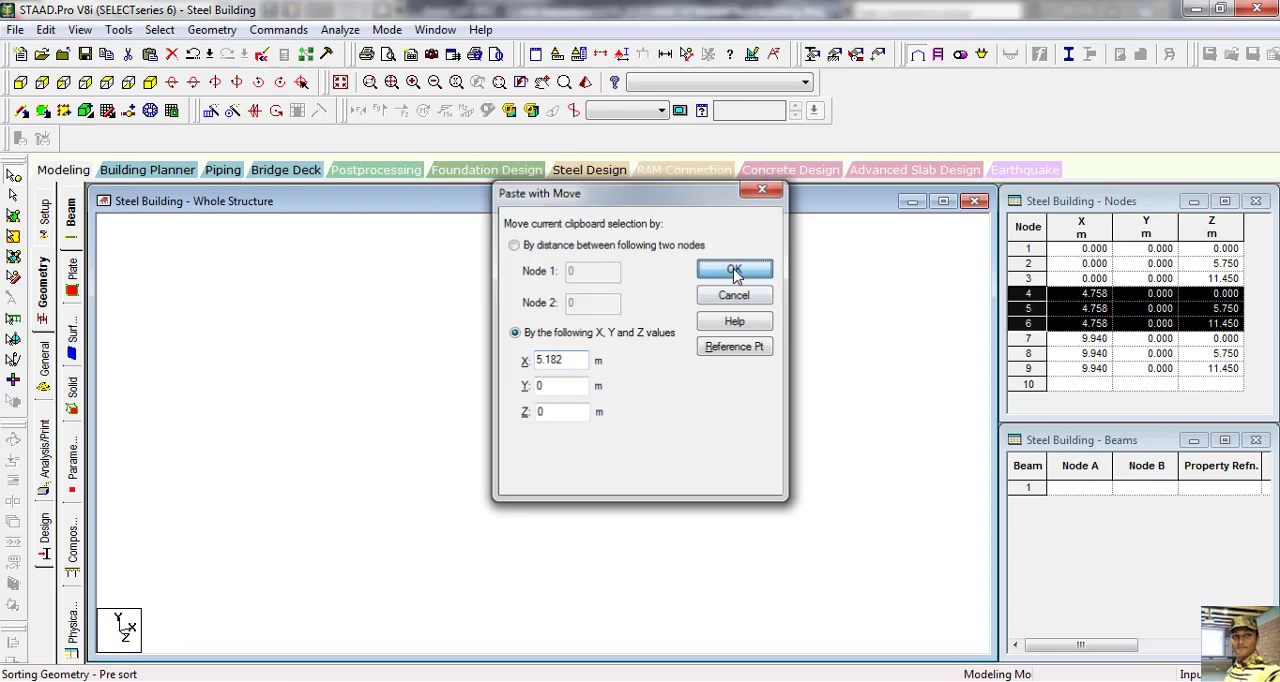 STAAD.Pro V8i (SELECTseries 6) - Steel Building
File Edit View Tools Select Geometry Commands Analyze Mode Window Help
Modeling Building Planner Piping Bridge Deck Postprocessing Foundation Design Steel Design RAM Connection Concrete Design Advanced Slab Design Earthquake
Setup
Geometry
General
Analysis/Print
Design
Beam
Plate
Surf...
Solid
Parame...
Compos...
Physica...
Steel Building - Whole Structure
Y
X
Z
Paste with Move
Move current clipboard selection by:
By distance between following two nodes
Node 1: 0
Node 2: 0
By the following X, Y and Z values
X: 5.182 m
Y: 0 m
Z: 0 m
OK
Cancel
Help
Reference Pt
Steel Building - Nodes
Node X m Y m Z m
1 0.000 0.000 0.000
2 0.000 0.000 5.750
3 0.000 0.000 11.450
4 4.758 0.000 0.000
5 4.758 0.000 5.750
6 4.758 0.000 11.450
7 9.940 0.000 0.000
8 9.940 0.000 5.750
9 9.940 0.000 11.450
10
Steel Building - Beams
Beam Node A Node B Property Refn.
1
Sorting Geometry - Pre sort
Modeling Mo
Inpu